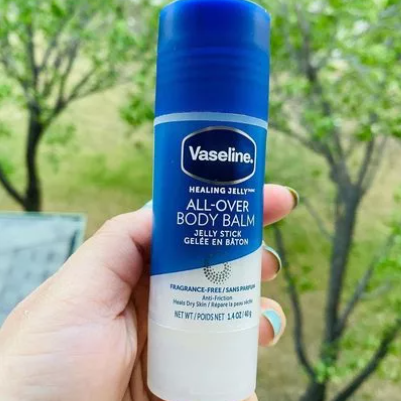 Vaseline.
HEALING JELLY
ALL-OVER
BODY BALM
JELLY STICK
GELÉE EN BÂTON
FRAGRANCE-FREE / SANS PARFUM
Anti-Friction
Heals Dry Skin / Répare la peau sèche
NET WT / POIDS NET 1.4 OZ / 40 g